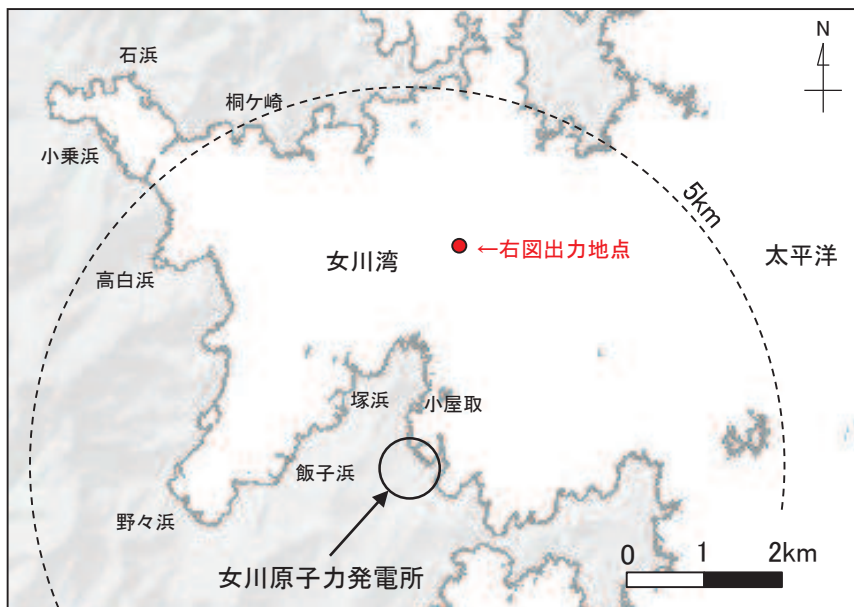 石浜
N
桐ケ崎
小乗浜
5km
女川湾
←右図出力地点
太平洋
高白浜
塚浜
小屋取
飯子浜
野々浜
女川原子力発電所
0 1 2km